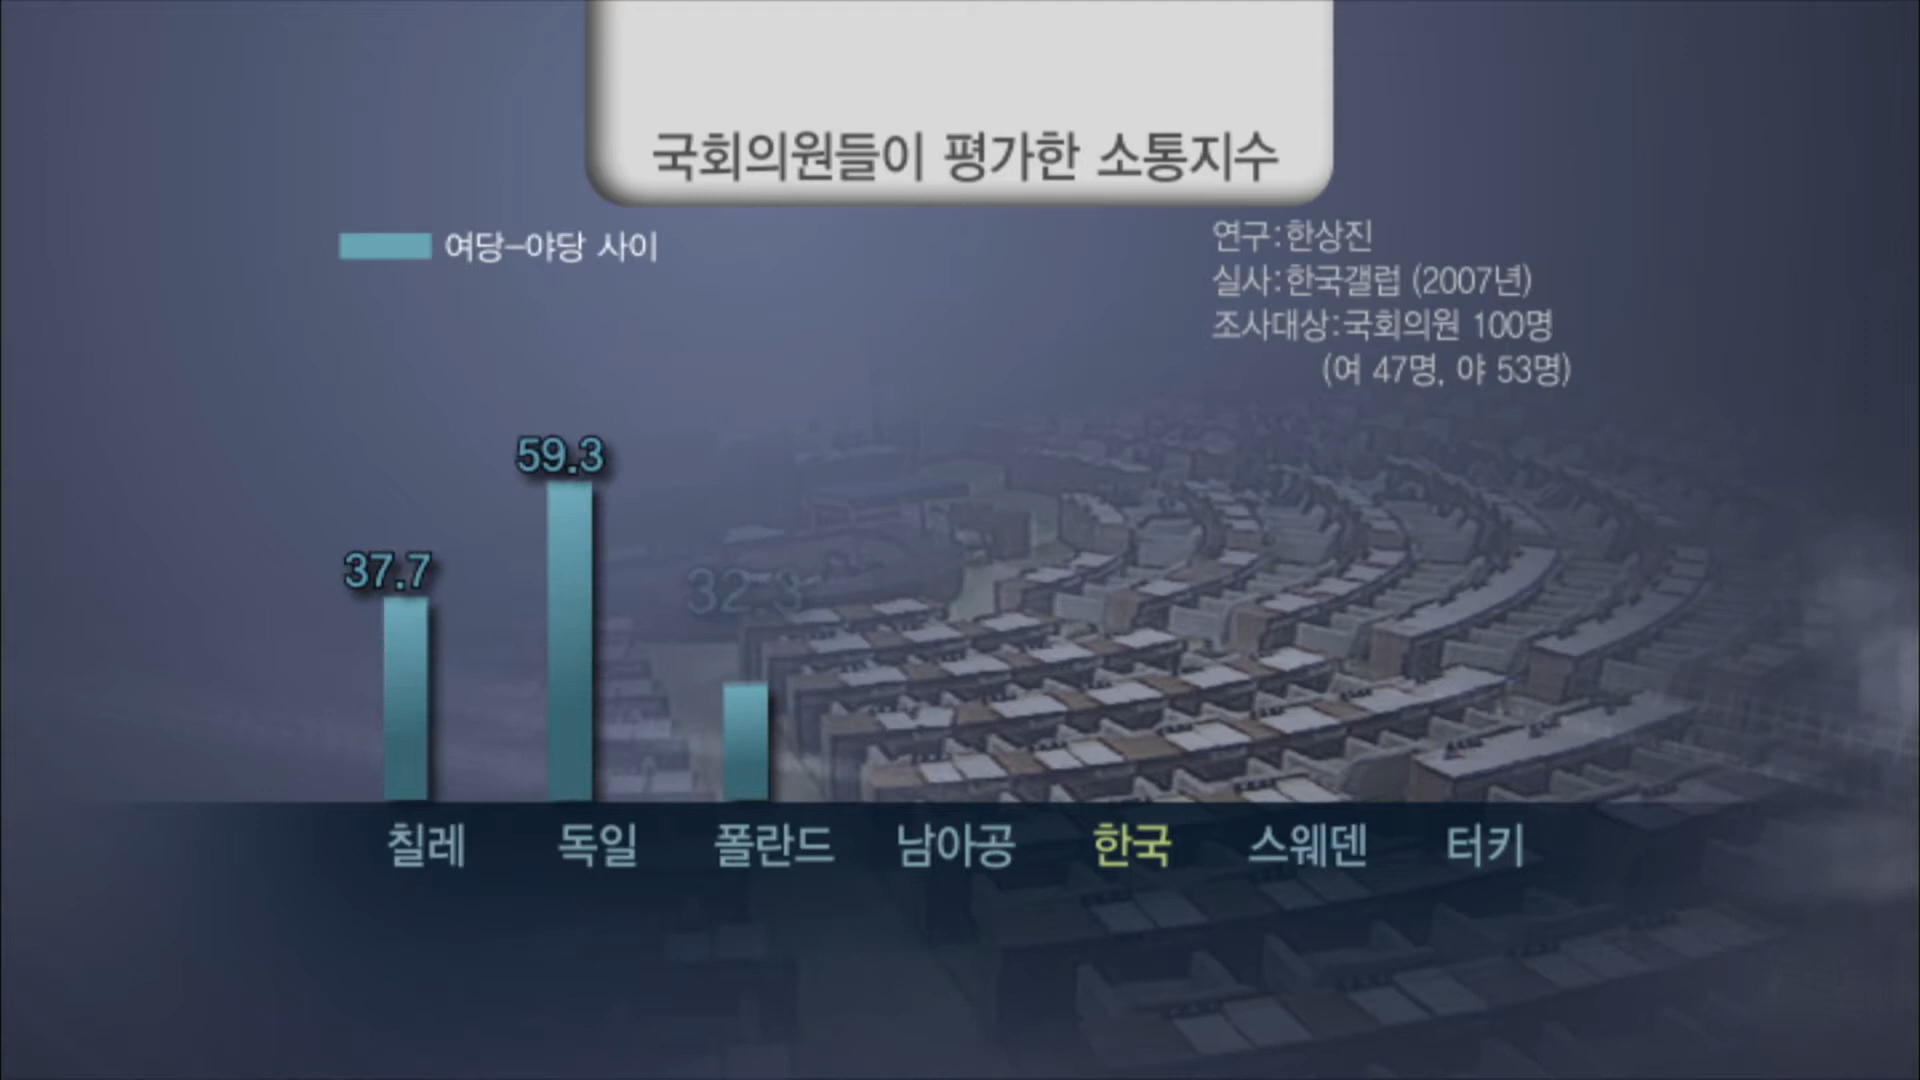 국회의원들이 평가한 소통지수
여당-야당 사이
연구:한상진
실사:한국갤럽 (2007년)
조사대상:국회의원 100명
(여 47명, 야 53명)
59.3
37.7
32.3
칠레 독일 폴란드 남아공 한국 스웨덴 터키